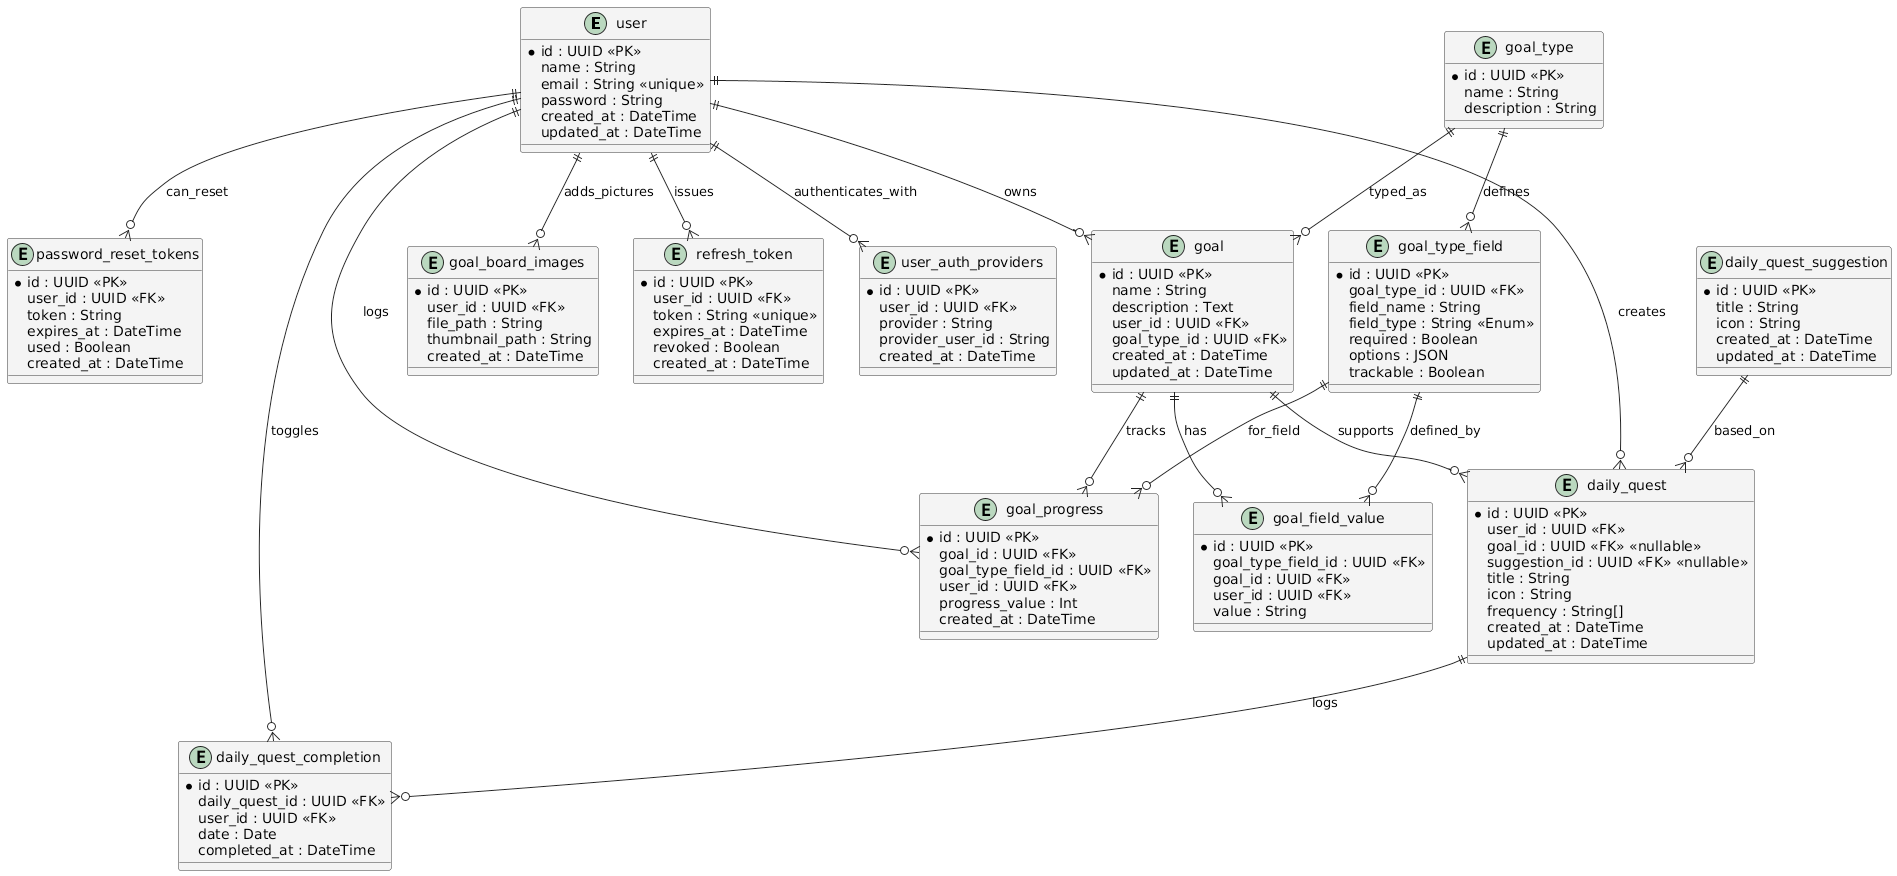 E user
* id : UUID «PK»
name : String
email : String «unique»
password : String
created_at : DateTime
updated_at : DateTime
E goal_type
* id : UUID «PK»
name : String
description : String
can_reset
adds_pictures
issues
authenticates_with
owns
typed_as
defines
E password_reset_tokens
* id : UUID «PK»
user_id : UUID «FK»
token : String
expires_at : DateTime
used : Boolean
created_at : DateTime
logs
E goal_board_images
* id : UUID «PK»
user_id : UUID «FK»
file_path : String
thumbnail_path : String
created_at : DateTime
E refresh_token
* id : UUID «PK»
user_id : UUID «FK»
token : String «unique»
expires_at : DateTime
revoked : Boolean
created_at : DateTime
E user_auth_providers
* id : UUID «PK»
user_id : UUID «FK»
provider : String
provider_user_id : String
created_at : DateTime
E goal
* id : UUID «PK»
name : String
description : Text
user_id : UUID «FK»
goal_type_id : UUID «FK»
created_at : DateTime
updated_at : DateTime
E goal_type_field
* id : UUID «PK»
goal_type_id : UUID «FK»
field_name : String
field_type : String «Enum»
required : Boolean
options : JSON
trackable : Boolean
creates
E daily_quest_suggestion
* id : UUID «PK»
title : String
icon : String
created_at : DateTime
updated_at : DateTime
toggles
tracks
has
for_field
supports
defined_by
based_on
E goal_progress
* id : UUID «PK»
goal_id : UUID «FK»
goal_type_field_id : UUID «FK»
user_id : UUID «FK»
progress_value : Int
created_at : DateTime
E goal_field_value
* id : UUID «PK»
goal_type_field_id : UUID «FK»
goal_id : UUID «FK»
user_id : UUID «FK»
value : String
E daily_quest
* id : UUID «PK»
user_id : UUID «FK»
goal_id : UUID «FK» «nullable»
suggestion_id : UUID «FK» «nullable»
title : String
icon : String
frequency : String[]
created_at : DateTime
updated_at : DateTime
logs
E daily_quest_completion
* id : UUID «PK»
daily_quest_id : UUID «FK»
user_id : UUID «FK»
date : Date
completed_at : DateTime